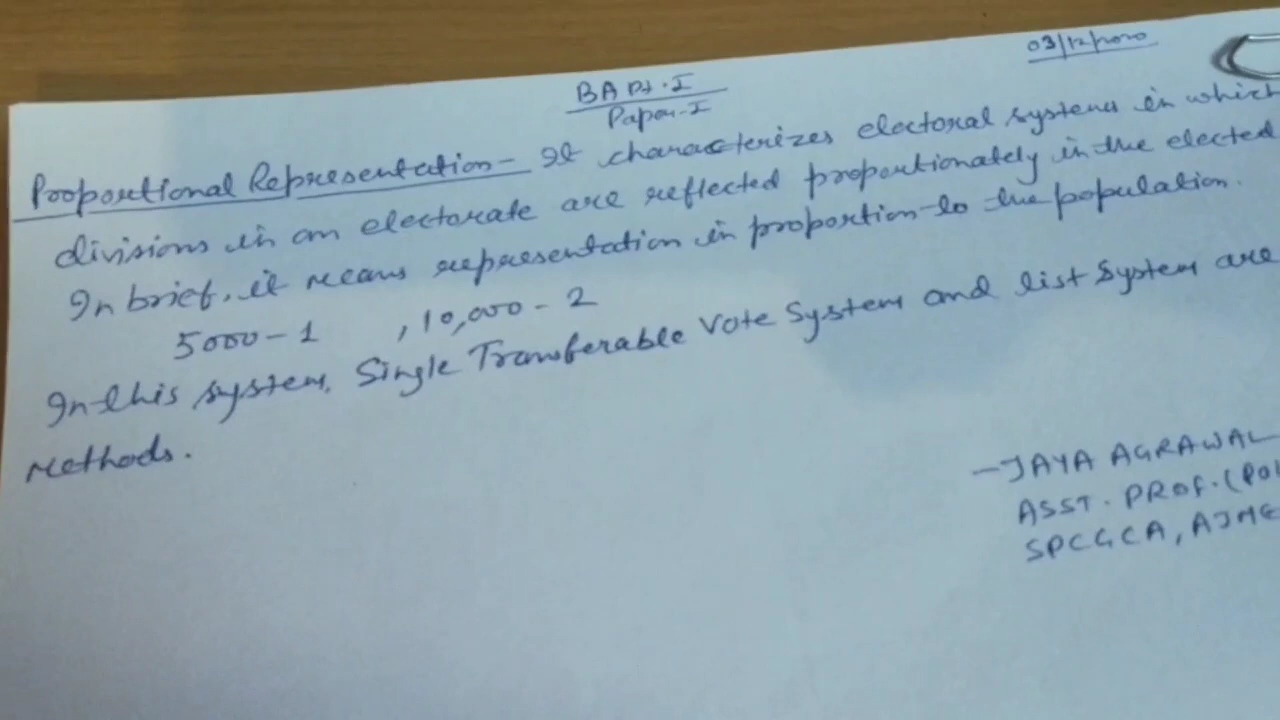 03/12/2020
BA Pt. I
Paper-I
Proportional Representation- It characterizes electoral systems in which
divisions in an electorate are reflected proportionately in the elected
In brief, it means representation in proportion to the population.
5000-1 , 10,000-2
In this system, Single Transferable Vote System and list System are
methods.
-JAYA AGRAWAL
ASST. PROF. (POL
SPCGCA, AJME